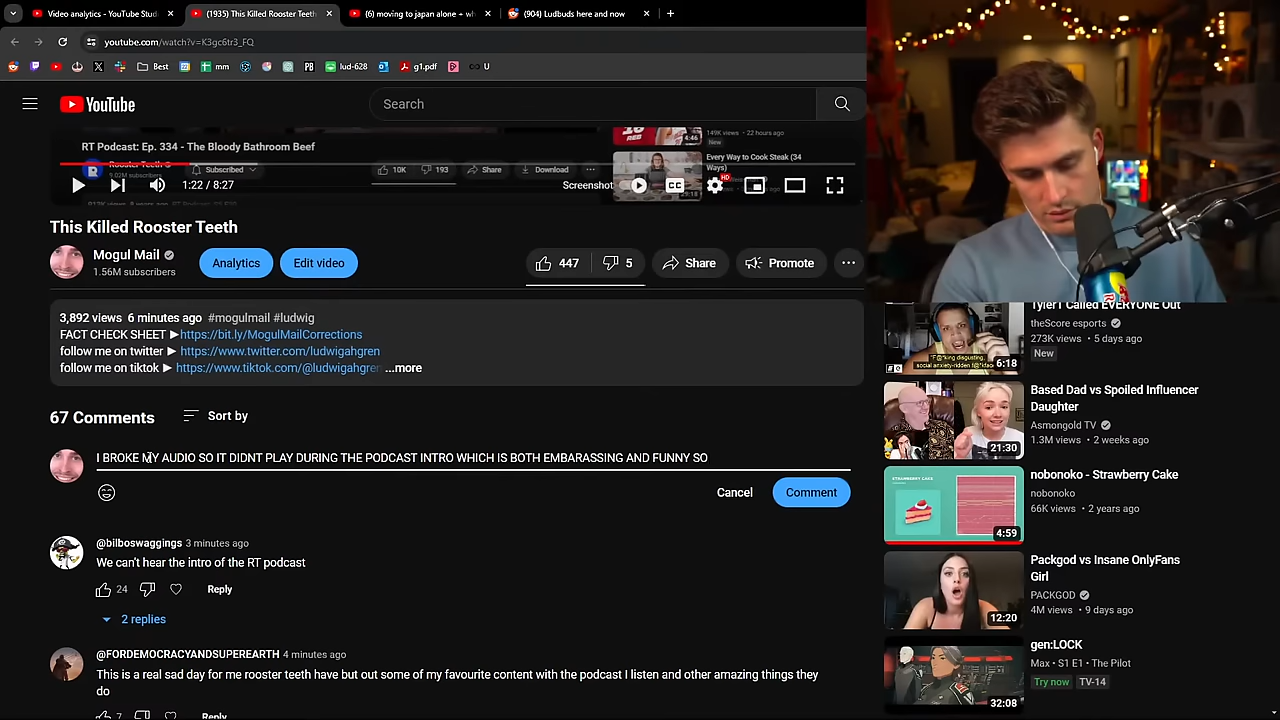 Video analytics - YouTube Stud
(1935) This Killed Rooster Teeth
(6) moving to japan alone + wh
(904) Ludbuds here and now
youtube.com/watch?v=K3gc6tr3_FQ
Best
mm
PB
lud-628
g1.pdf
U
YouTube
Search
RT Podcast: Ep. 334 - The Bloody Bathroom Beef
Rooster Teeth
Subscribed
10K
193
Share
Download
149K views • 22 hours ago
New
Every Way to Cook Steak (34
Ways)
1:22 / 8:27
Screenshot
CC
HD
This Killed Rooster Teeth
Mogul Mail
1.56M subscribers
Analytics
Edit video
447
5
Share
Promote
3,892 views 6 minutes ago #mogulmail #ludwig
FACT CHECK SHEET ►https://bit.ly/MogulMailCorrections
follow me on twitter ► https://www.twitter.com/ludwigahgren
follow me on tiktok ► https://www.tiktok.com/@ludwigahgren ...more
67 Comments
Sort by
I BROKE MY AUDIO SO IT DIDNT PLAY DURING THE PODCAST INTRO WHICH IS BOTH EMBARASSING AND FUNNY SO
Cancel
Comment
@bilboswaggings 3 minutes ago
We can't hear the intro of the RT podcast
24
Reply
2 replies
@FORDEMOCRACYANDSUPEREARTH 4 minutes ago
This is a real sad day for me rooster teeth have but out some of my favourite content with the podcast I listen and other amazing things they
do
7
Reply
Tyler1 Called EVERYONE Out
theScore esports
273K views • 5 days ago
New
6:18
Based Dad vs Spoiled Influencer
Daughter
Asmongold TV
1.3M views • 2 weeks ago
21:30
nobonoko - Strawberry Cake
nobonoko
66K views • 2 years ago
STRAWBERRY CAKE
4:59
Packgod vs Insane OnlyFans
Girl
PACKGOD
4M views • 9 days ago
12:20
gen:LOCK
Max • S1 E1 • The Pilot
Try now
TV-14
32:08